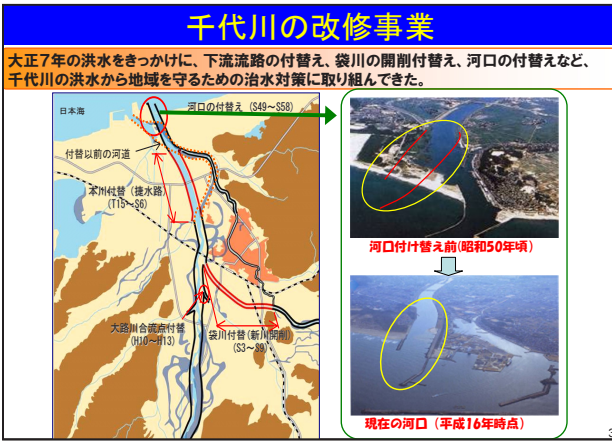 千代川の改修事業
大正7年の洪水をきっかけに、下流流路の付替え、袋川の開削付替え、河口の付替えなど、
千代川の洪水から地域を守るための治水対策に取り組んできた。
日本海
河口の付替え (S49~S58)
付替以前の河道
本川付替(捷水路)
(T15~S6)
大路川合流点付替
(H10~H13)
袋川付替(新川開削)
(S3~S9)
河口付け替え前(昭和50年頃)
現在の河口(平成16年時点)
3